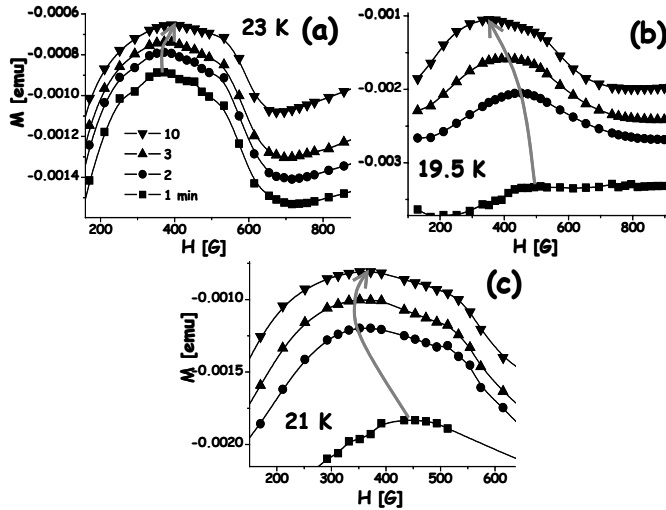 -0.0006
-0.0008
-0.0010
-0.0012
-0.0014
M [emu]
23 K
(a)
10
3
2
1 min
200
400
600
800
H [G]
-0.001
-0.002
-0.003
(b)
19.5 K
200
400
600
800
H [G]
-0.0010
-0.0015
-0.0020
M [emu]
(c)
21 K
200
300
400
500
600
H [G]